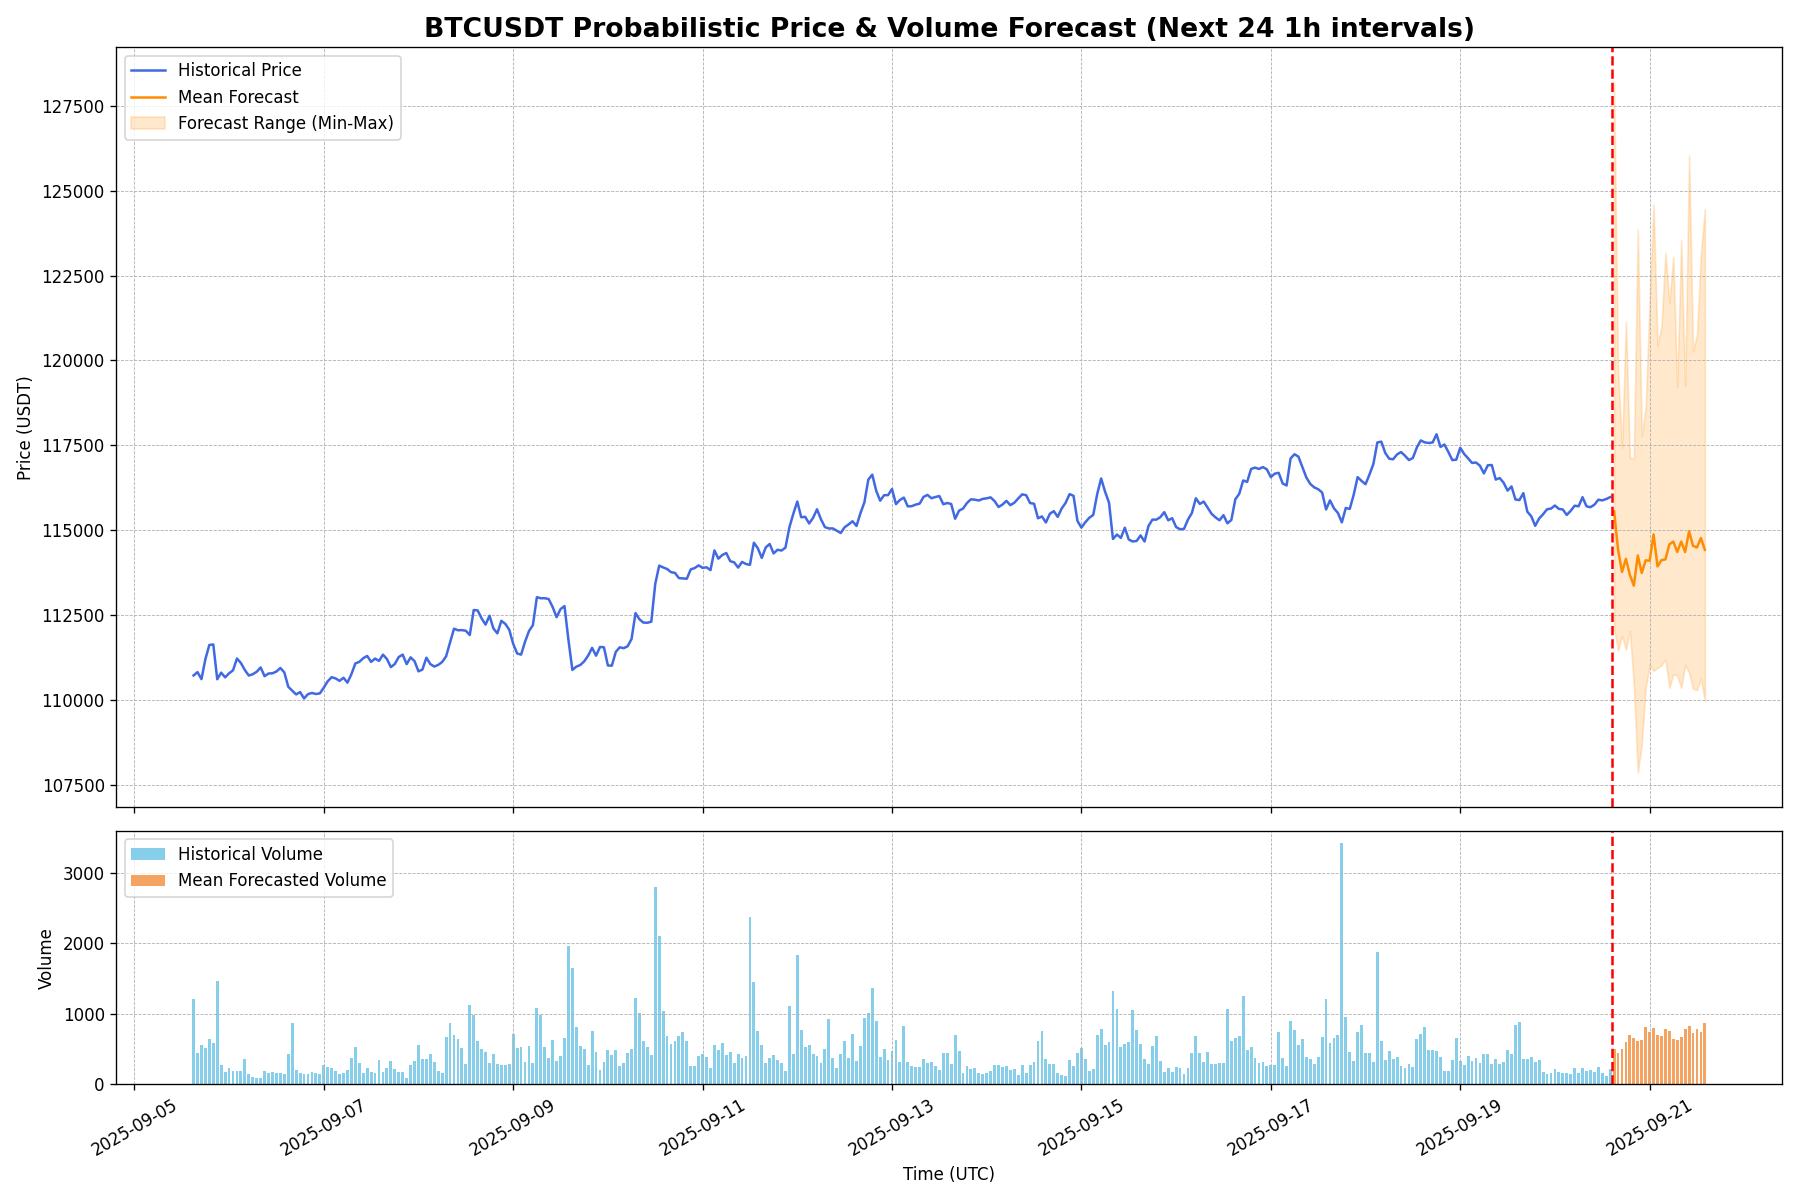 BTCUSDT Probabilistic Price & Volume Forecast (Next 24 1h intervals)
Historical Price
Mean Forecast
Forecast Range (Min-Max)
127500
125000
122500
120000
117500
115000
112500
110000
107500
Price (USDT)
Historical Volume
Mean Forecasted Volume
3000
2000
1000
0
Volume
2025-09-05
2025-09-07
2025-09-09
2025-09-11
2025-09-13
2025-09-15
2025-09-17
2025-09-19
2025-09-21
Time (UTC)